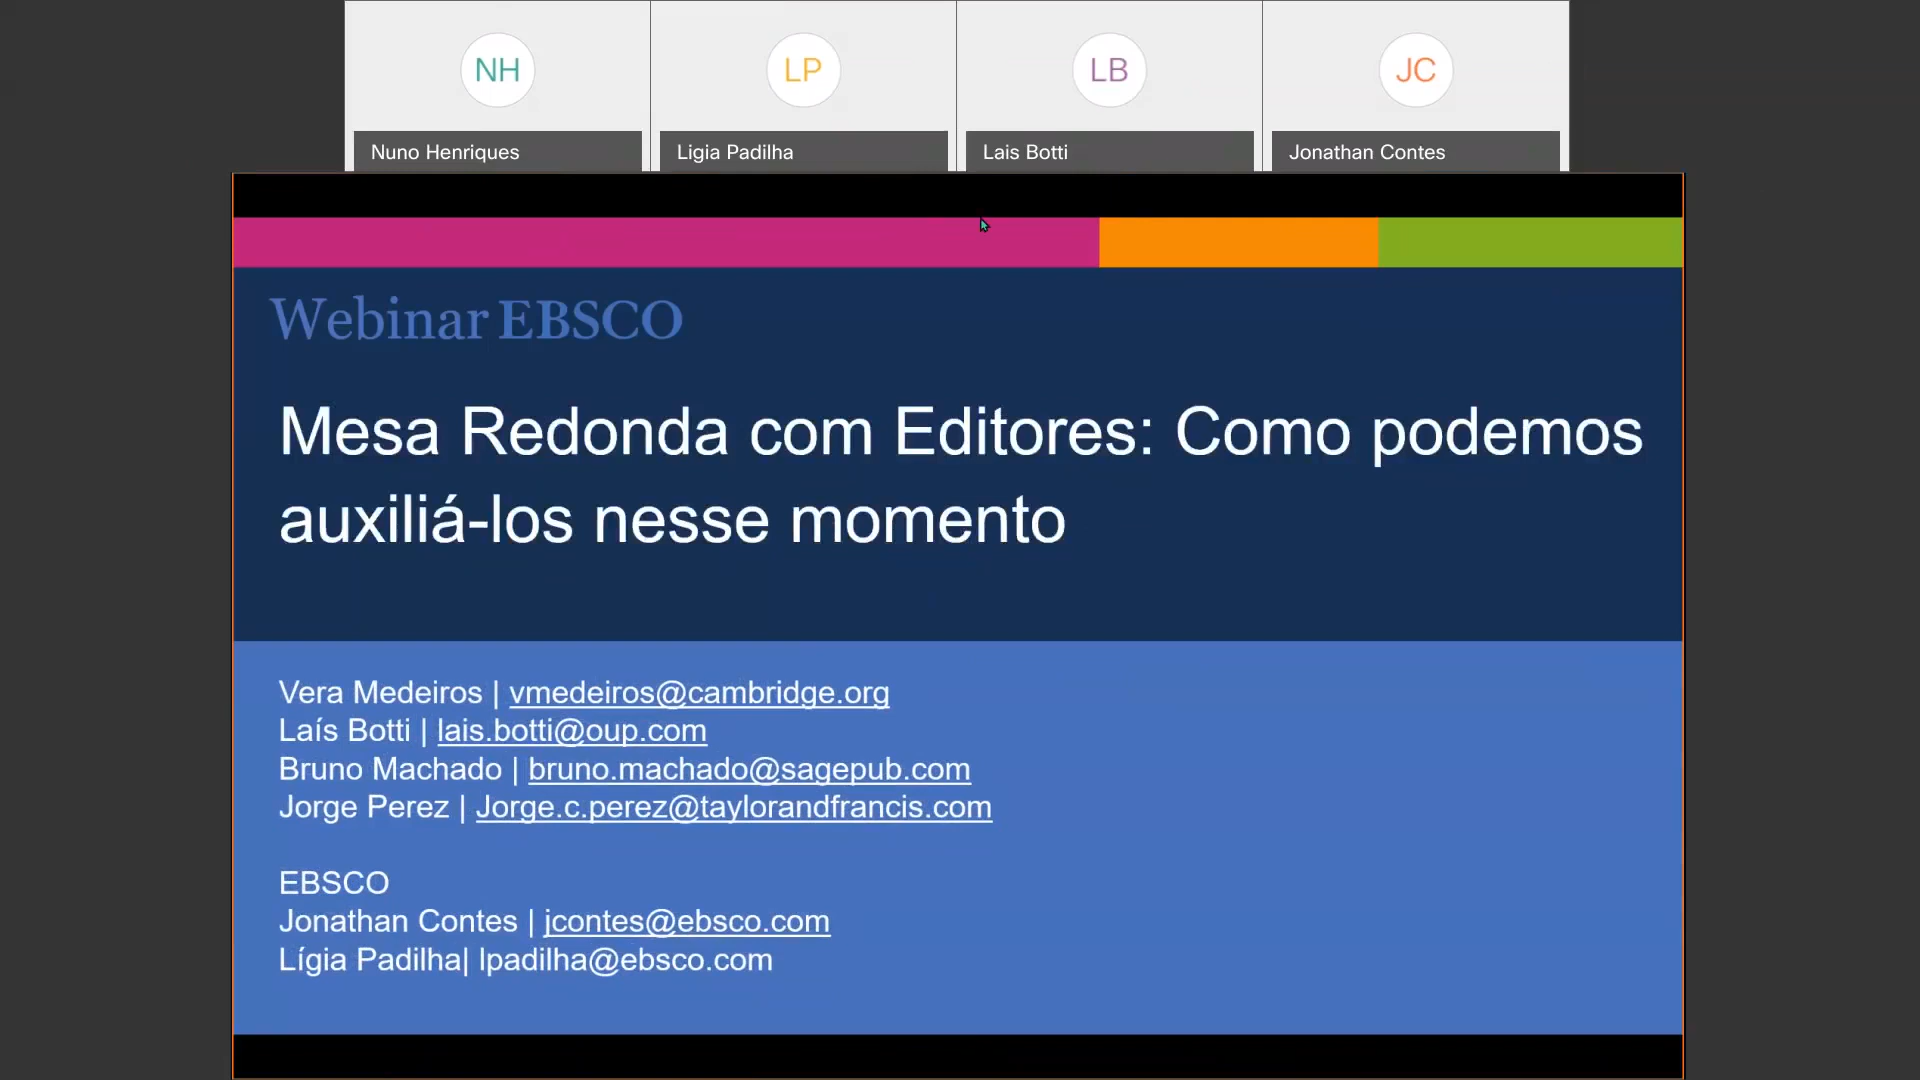 NH
LP
LB
JC
Nuno Henriques
Ligia Padilha
Lais Botti
Jonathan Contes
Webinar EBSCO
Mesa Redonda com Editores: Como podemos
auxiliá-los nesse momento
Vera Medeiros | vmedeiros@cambridge.org
Laís Botti | lais.botti@oup.com
Bruno Machado | bruno.machado@sagepub.com
Jorge Perez | Jorge.c.perez@taylorandfrancis.com
EBSCO
Jonathan Contes | jcontes@ebsco.com
Lígia Padilha| lpadilha@ebsco.com